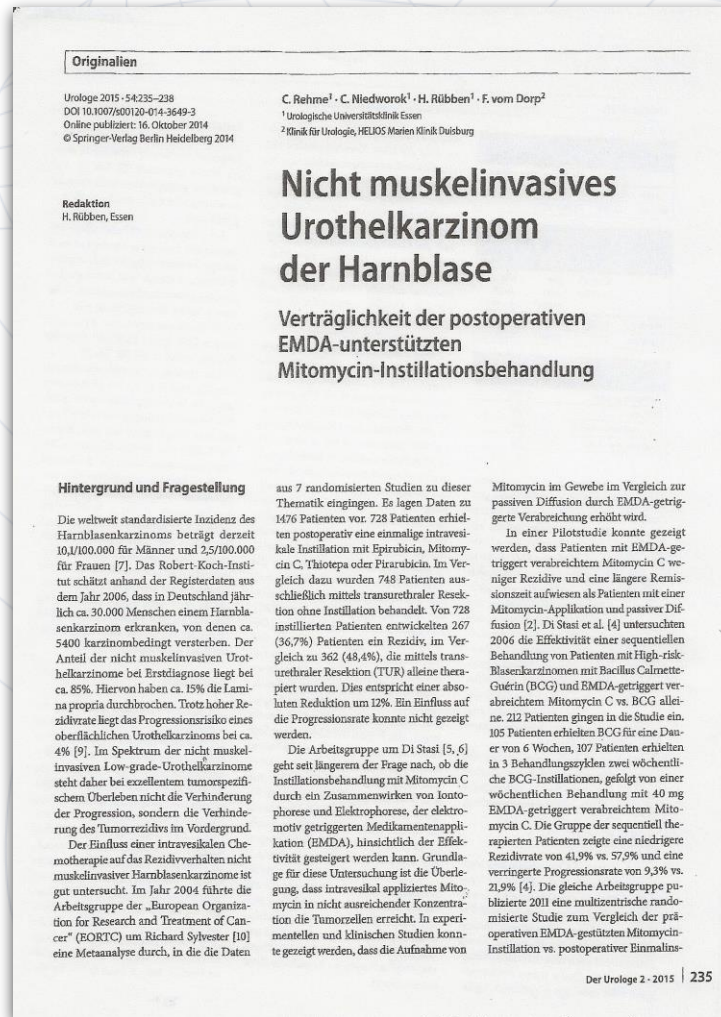 Originalien
Urologe 2015 · 54:235–238
DOI 10.1007/s00120-014-3649-3
Online publiziert: 16. Oktober 2014
© Springer-Verlag Berlin Heidelberg 2014
C. Rehme¹ · C. Niedworok¹ · H. Rübben¹ · F. vom Dorp²
¹ Urologische Universitätsklinik Essen
² Klinik für Urologie, HELIOS Marien Klinik Duisburg
Redaktion
H. Rübben, Essen
Nicht muskelinvasives
Urothelkarzinom
der Harnblase
Verträglichkeit der postoperativen
EMDA-unterstützten
Mitomycin-Instillationsbehandlung
Hintergrund und Fragestellung
Die weltweit standardisierte Inzidenz des
Harnblasenkarzinoms beträgt derzeit
10,1/100.000 für Männer und 2,5/100.000
für Frauen [7]. Das Robert-Koch-Insti-
tut schätzt anhand der Registerdaten aus
dem Jahr 2006, dass in Deutschland jähr-
lich ca. 30.000 Menschen einem Harnbla-
senkarzinom erkranken, von denen ca.
5400 karzinombedingt versterben. Der
Anteil der nicht muskelinvasiven Urot-
helkarzinome bei Erstdiagnose liegt bei
ca. 85%. Hiervon haben ca. 15% die Lami-
na propria durchbrochen. Trotz hoher Re-
zidivrate liegt das Progressionsrisiko eines
oberflächlichen Urothelkarzinoms bei ca.
4% [9]. Im Spektrum der nicht muskel-
invasiven Low-grade-Urothelkarzinome
steht daher bei exzellentem tumorspezifi-
schem Überleben nicht die Verhinderung
der Progression, sondern die Verhinde-
rung des Tumorrezidivs im Vordergrund.
Der Einfluss einer intravesikalen Che-
motherapie auf das Rezidivverhalten nicht
muskelinvasiver Harnblasenkarzinome ist
gut untersucht. Im Jahr 2004 führte die
Arbeitsgruppe der „European Organiza-
tion for Research and Treatment of Can-
cer“ (EORTC) um Richard Sylvester [10]
eine Metaanalyse durch, in die die Daten
aus 7 randomisierten Studien zu dieser
Thematik eingingen. Es lagen Daten zu
1476 Patienten vor. 728 Patienten erhiel-
ten postoperativ eine einmalige intravesi-
kale Instillation mit Epirubicin, Mitomy-
cin C, Thiotepa oder Pirarubicin. Im Ver-
gleich dazu wurden 748 Patienten aus-
schließlich mittels transurethraler Resek-
tion ohne Instillation behandelt. Von 728
instillierten Patienten entwickelten 267
(36,7%) Patienten ein Rezidiv, im Ver-
gleich zu 362 (48,4%), die mittels trans-
urethraler Resektion (TUR) alleine thera-
piert wurden. Dies entspricht einer abso-
luten Reduktion um 12%. Ein Einfluss auf
die Progressionsrate konnte nicht gezeigt
werden.
Die Arbeitsgruppe um Di Stasi [5, 6]
geht seit längerem der Frage nach, ob die
Instillationsbehandlung mit Mitomycin C
durch ein Zusammenwirken von Ionto-
phorese und Elektrophorese, der elektro-
motiv getriggerten Medikamentenappli-
kation (EMDA), hinsichtlich der Effek-
tivität gesteigert werden kann. Grundla-
ge für diese Untersuchung ist die Überle-
gung, dass intravesikal appliziertes Mito-
mycin in nicht ausreichender Konzentra-
tion die Tumorzellen erreicht. In experi-
mentellen und klinischen Studien konn-
te gezeigt werden, dass die Aufnahme von
Mitomycin im Gewebe im Vergleich zur
passiven Diffusion durch EMDA-getrig-
gerte Verabreichung erhöht wird.
In einer Pilotstudie konnte gezeigt
werden, dass Patienten mit EMDA-ge-
triggert verabreichtem Mitomycin C we-
niger Rezidive und eine längere Remis-
sionszeit aufwiesen als Patienten mit einer
Mitomycin-Applikation und passiver Dif-
fusion [2]. Di Stasi et al. [4] untersuchten
2006 die Effektivität einer sequentiellen
Behandlung von Patienten mit High-risk-
Blasenkarzinomen mit Bacillus Calmette-
Guérin (BCG) und EMDA-getriggert ver-
abreichtem Mitomycin C vs. BCG allei-
ne. 212 Patienten gingen in die Studie ein.
105 Patienten erhielten BCG für eine Dau-
er von 6 Wochen, 107 Patienten erhielten
in 3 Behandlungszyklen zwei wöchentli-
che BCG-Instillationen, gefolgt von einer
wöchentlichen Behandlung mit 40 mg
EMDA-getriggert verabreichtem Mito-
mycin C. Die Gruppe der sequentiell the-
rapierten Patienten zeigte eine niedrigere
Rezidivrate von 41,9% vs. 57,9% und eine
verringerte Progressionsrate von 9,3% vs.
21,9% [4]. Die gleiche Arbeitsgruppe pu-
blizierte 2011 eine multizentrische rando-
misierte Studie zum Vergleich der prä-
operativen EMDA-gestützten Mitomycin-
Instillation vs. postoperativer Einmalins-
Der Urologe 2 · 2015 | 235